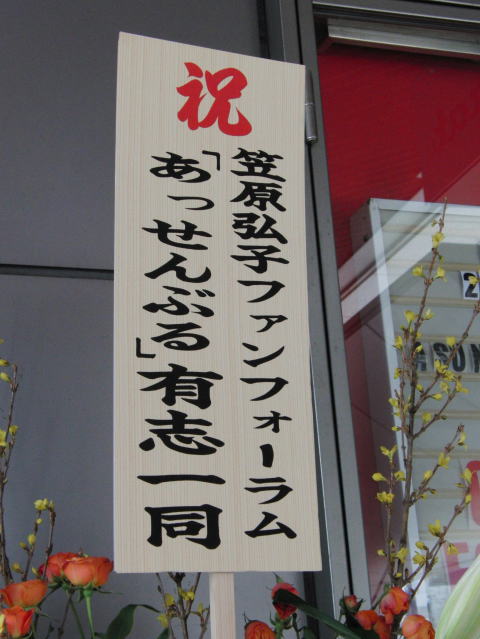 祝
笠原弘子ファンフォーラム
「あっせんぶる」有志一同